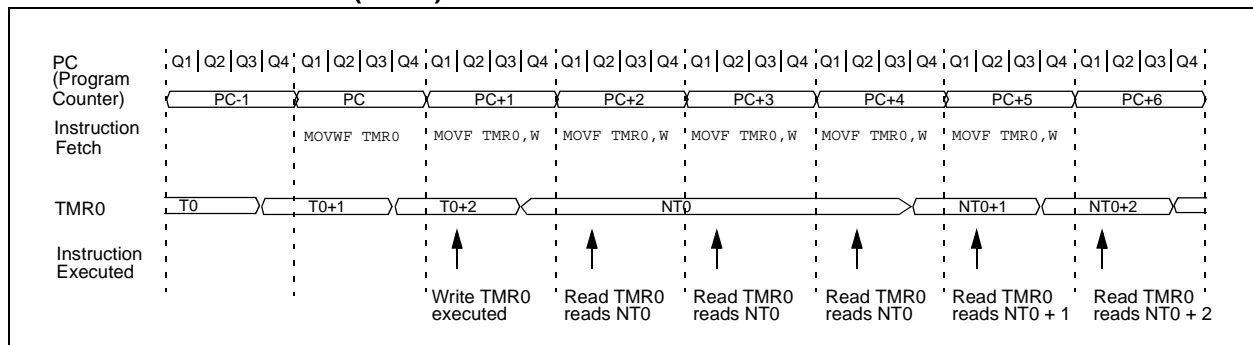 PC
(Program
Counter)
Q1 Q2 Q3 Q4 Q1 Q2 Q3 Q4 Q1 Q2 Q3 Q4 Q1 Q2 Q3 Q4 Q1 Q2 Q3 Q4 Q1 Q2 Q3 Q4 Q1 Q2 Q3 Q4 Q1 Q2 Q3 Q4
PC-1 PC PC+1 PC+2 PC+3 PC+4 PC+5 PC+6
Instruction
Fetch
MOVWF TMR0 MOVF TMR0,W MOVF TMR0,W MOVF TMR0,W MOVF TMR0,W MOVF TMR0,W
TMR0
T0 T0+1 T0+2 NT0 NT0+1 NT0+2
Instruction
Executed
Write TMR0
executed
Read TMR0
reads NT0
Read TMR0
reads NT0
Read TMR0
reads NT0
Read TMR0
reads NT0 + 1
Read TMR0
reads NT0 + 2